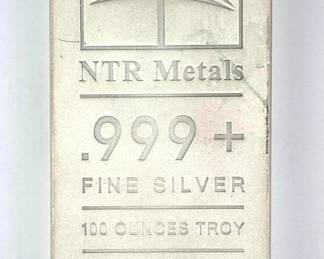 NTR Metals
.999+
FINE SILVER
100 OUNCES TROY